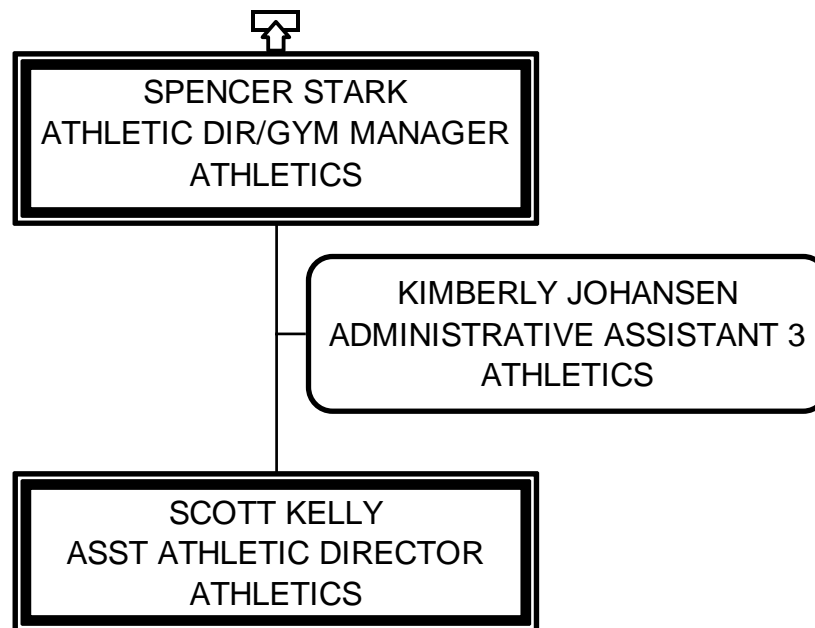 SPENCER STARK
ATHLETIC DIR/GYM MANAGER
ATHLETICS
KIMBERLY JOHANSEN
ADMINISTRATIVE ASSISTANT 3
ATHLETICS
SCOTT KELLY
ASST ATHLETIC DIRECTOR
ATHLETICS